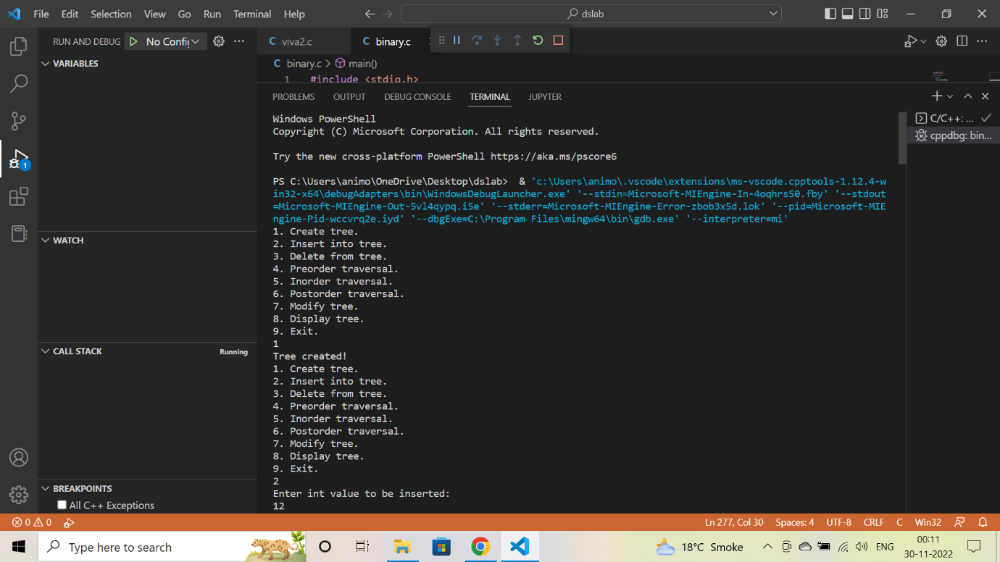 File Edit Selection View Go Run Terminal Help
dslab
RUN AND DEBUG No Config
viva2.c
binary.c
VARIABLES
binary.c > main()
1 #include <stdio.h>
PROBLEMS OUTPUT DEBUG CONSOLE TERMINAL JUPYTER
Windows PowerShell
Copyright (C) Microsoft Corporation. All rights reserved.
Try the new cross-platform PowerShell https://aka.ms/pscore6
PS C:\Users\animo\OneDrive\Desktop\dslab>  & 'c:\Users\animo\.vscode\extensions\ms-vscode.cpptools-1.12.4-w
in32-x64\debugAdapters\bin\WindowsDebugLauncher.exe' '--stdin=Microsoft-MIEngine-In-4oqhrs50.fby' '--stdout
=Microsoft-MIEngine-Out-5vl4qypq.i5e' '--stderr=Microsoft-MIEngine-Error-zbob3x5d.lok' '--pid=Microsoft-MIE
ngine-Pid-wccvrq2e.iyd' '--dbgExe=C:\Program Files\mingw64\bin\gdb.exe' '--interpreter=mi'
1. Create tree.
2. Insert into tree.
3. Delete from tree.
4. Preorder traversal.
5. Inorder traversal.
6. Postorder traversal.
7. Modify tree.
8. Display tree.
9. Exit.
1
Tree created!
1. Create tree.
2. Insert into tree.
3. Delete from tree.
4. Preorder traversal.
5. Inorder traversal.
6. Postorder traversal.
7. Modify tree.
8. Display tree.
9. Exit.
2
Enter int value to be inserted:
12
C/C++: ...
cppdbg: bin...
1
WATCH
CALL STACK Running
BREAKPOINTS
All C++ Exceptions
0 0 Ln 277, Col 30 Spaces: 4 UTF-8 CRLF C Win32
Type here to search
18°C Smoke
ENG
00:11
30-11-2022